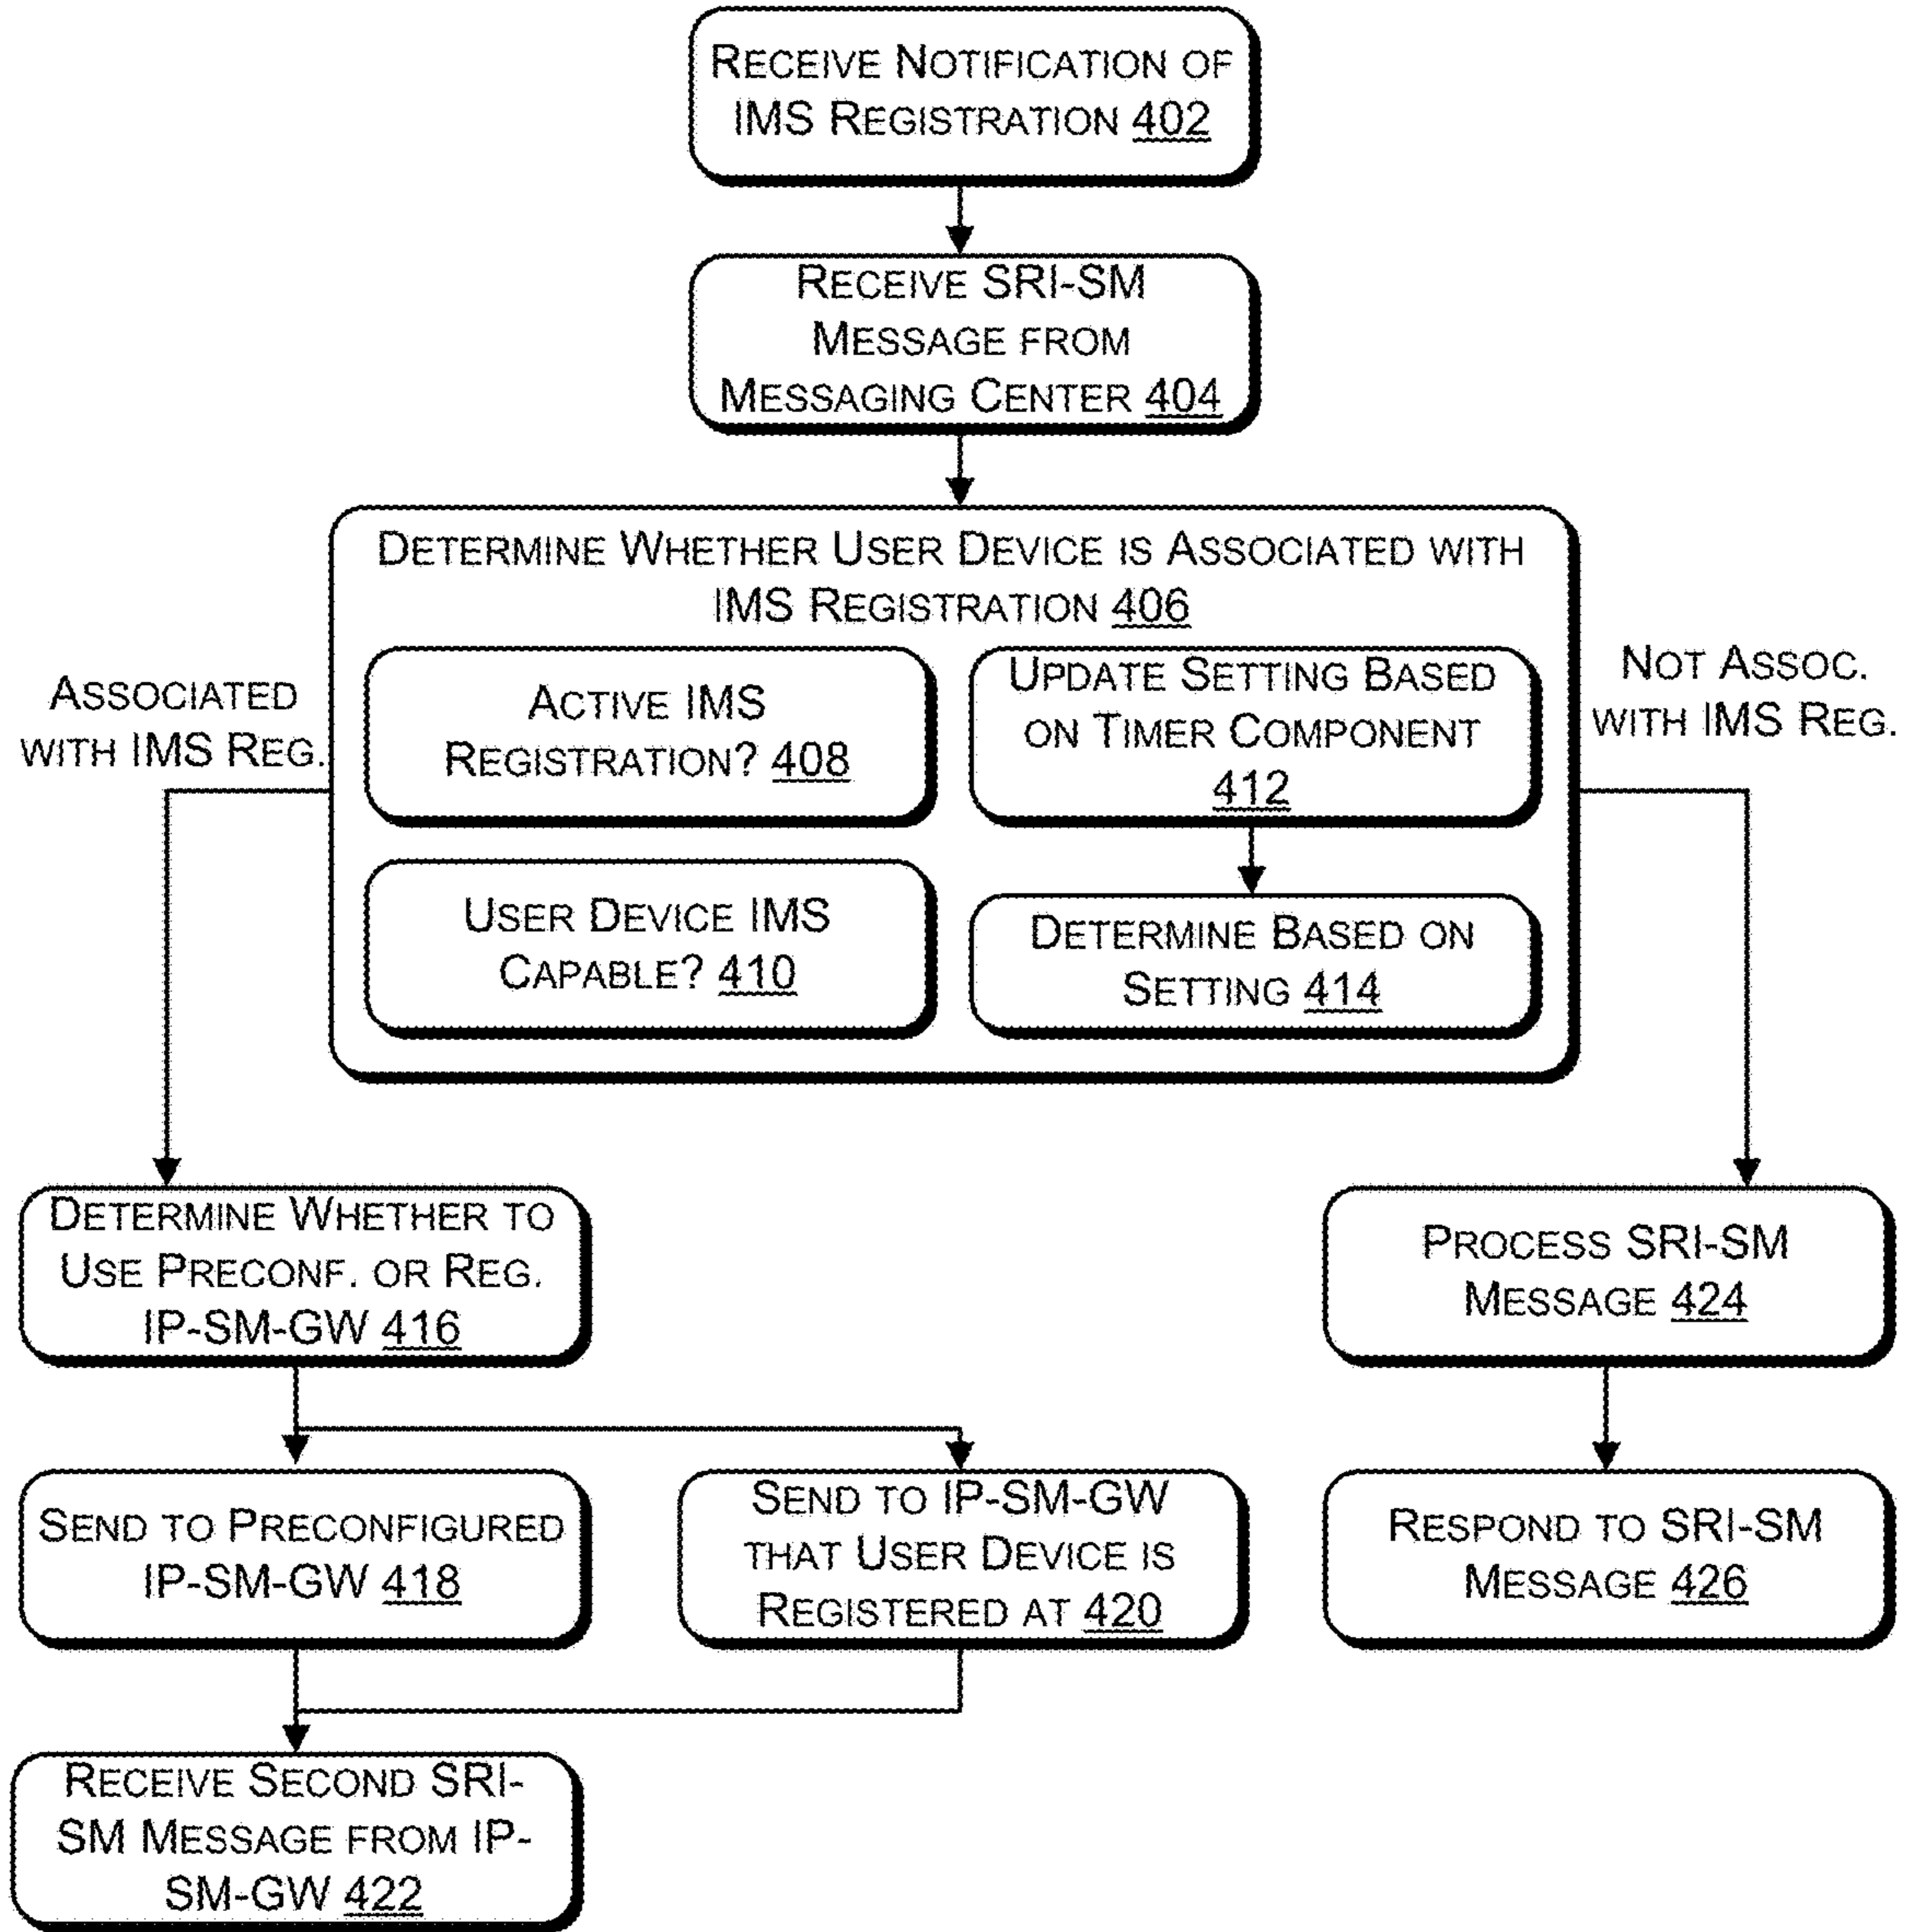 RECEIVE NOTIFICATION OF
IMS REGISTRATION 402
RECEIVE SRI-SM
MESSAGE FROM
MESSAGING CENTER 404
DETERMINE WHETHER USER DEVICE IS ASSOCIATED WITH
IMS REGISTRATION 406
ASSOCIATED
WITH IMS REG.
ACTIVE IMS
REGISTRATION? 408
UPDATE SETTING BASED
ON TIMER COMPONENT
412
NOT ASSOC.
WITH IMS REG.
USER DEVICE IMS
CAPABLE? 410
DETERMINE BASED ON
SETTING 414
DETERMINE WHETHER TO
USE PRECONF. OR REG.
IP-SM-GW 416
PROCESS SRI-SM
MESSAGE 424
SEND TO PRECONFIGURED
IP-SM-GW 418
SEND TO IP-SM-GW
THAT USER DEVICE IS
REGISTERED AT 420
RESPOND TO SRI-SM
MESSAGE 426
RECEIVE SECOND SRI-
SM MESSAGE FROM IP-
SM-GW 422